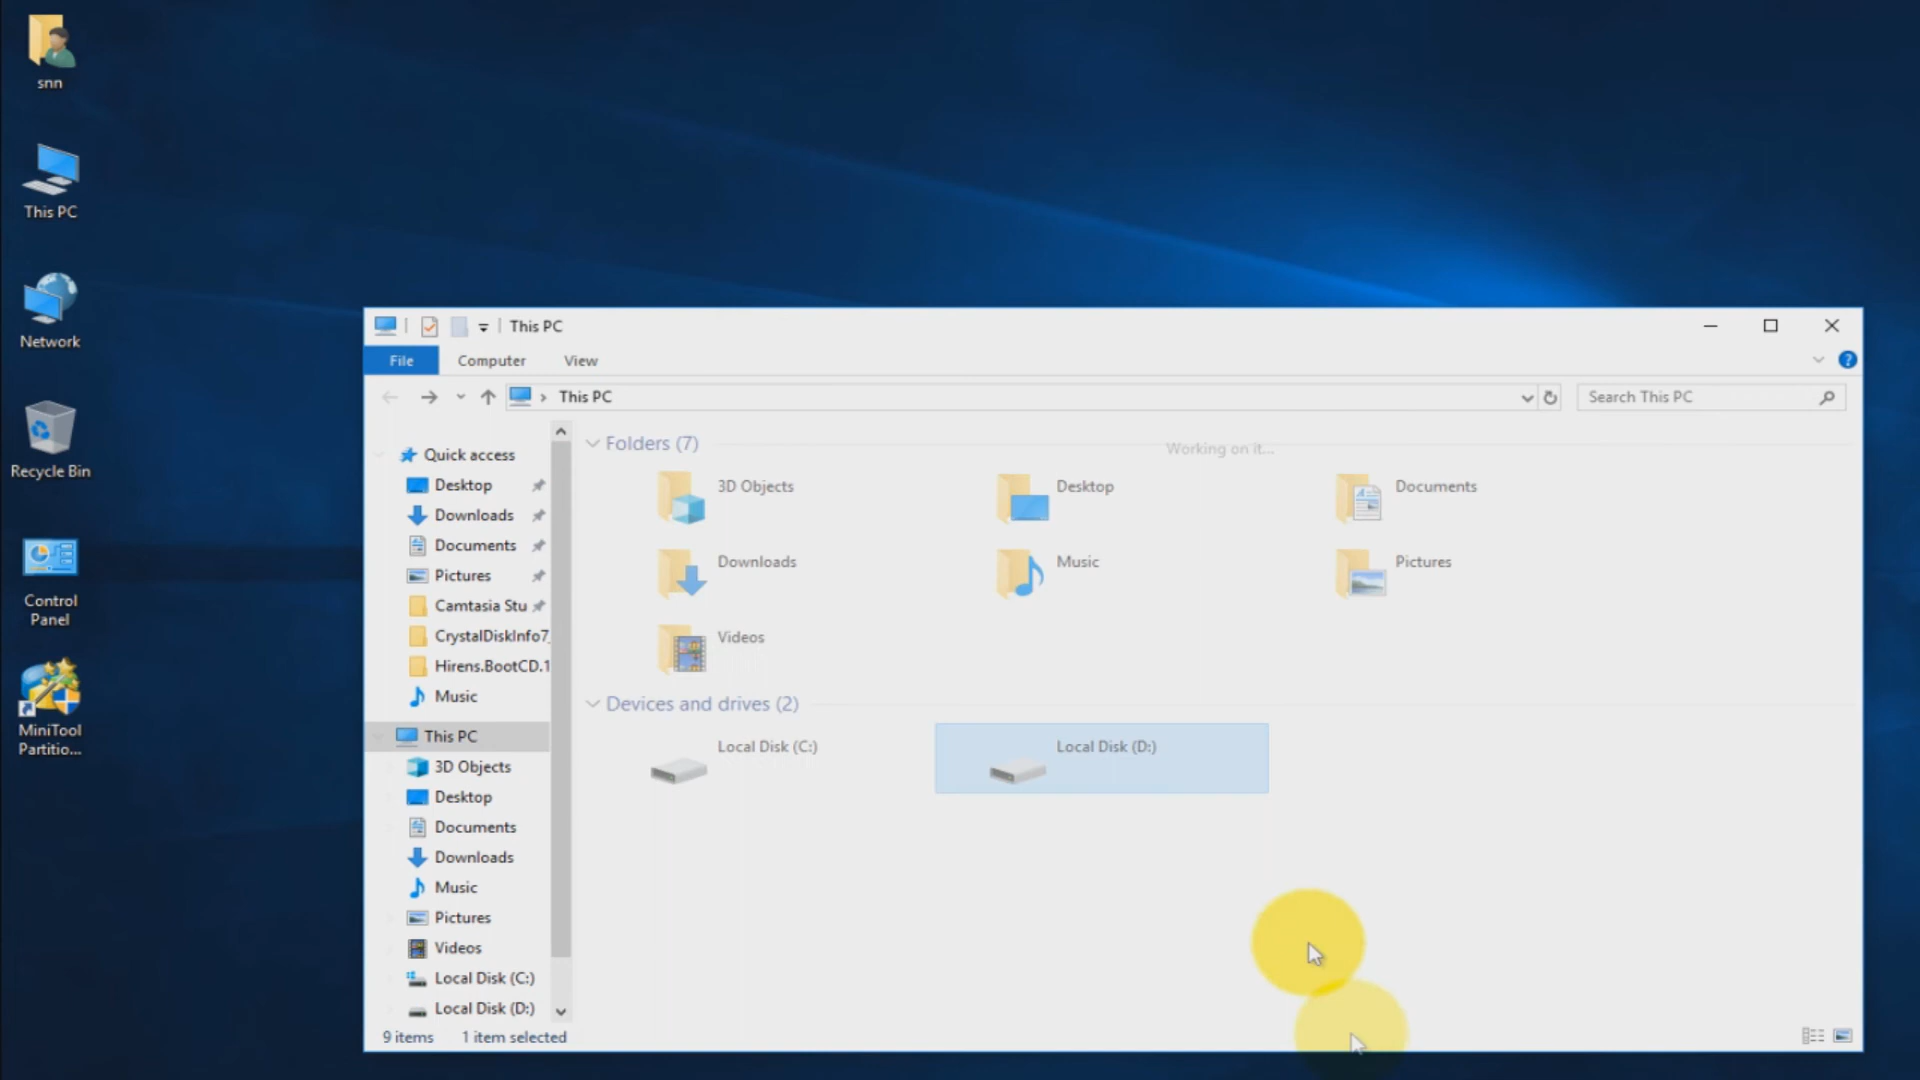 snn
This PC
Network
Recycle Bin
Control
Panel
MiniTool
Partitio...
This PC
File
Computer
View
This PC
Search This PC
Quick access
Desktop
Downloads
Documents
Pictures
Camtasia Stu
CrystalDiskInfo7_
Hirens.BootCD.1
Music
This PC
3D Objects
Desktop
Documents
Downloads
Music
Pictures
Videos
Local Disk (C:)
Local Disk (D:)
Folders (7)
Working on it...
3D Objects
Desktop
Documents
Downloads
Music
Pictures
Videos
Devices and drives (2)
Local Disk (C:)
Local Disk (D:)
9 items
1 item selected